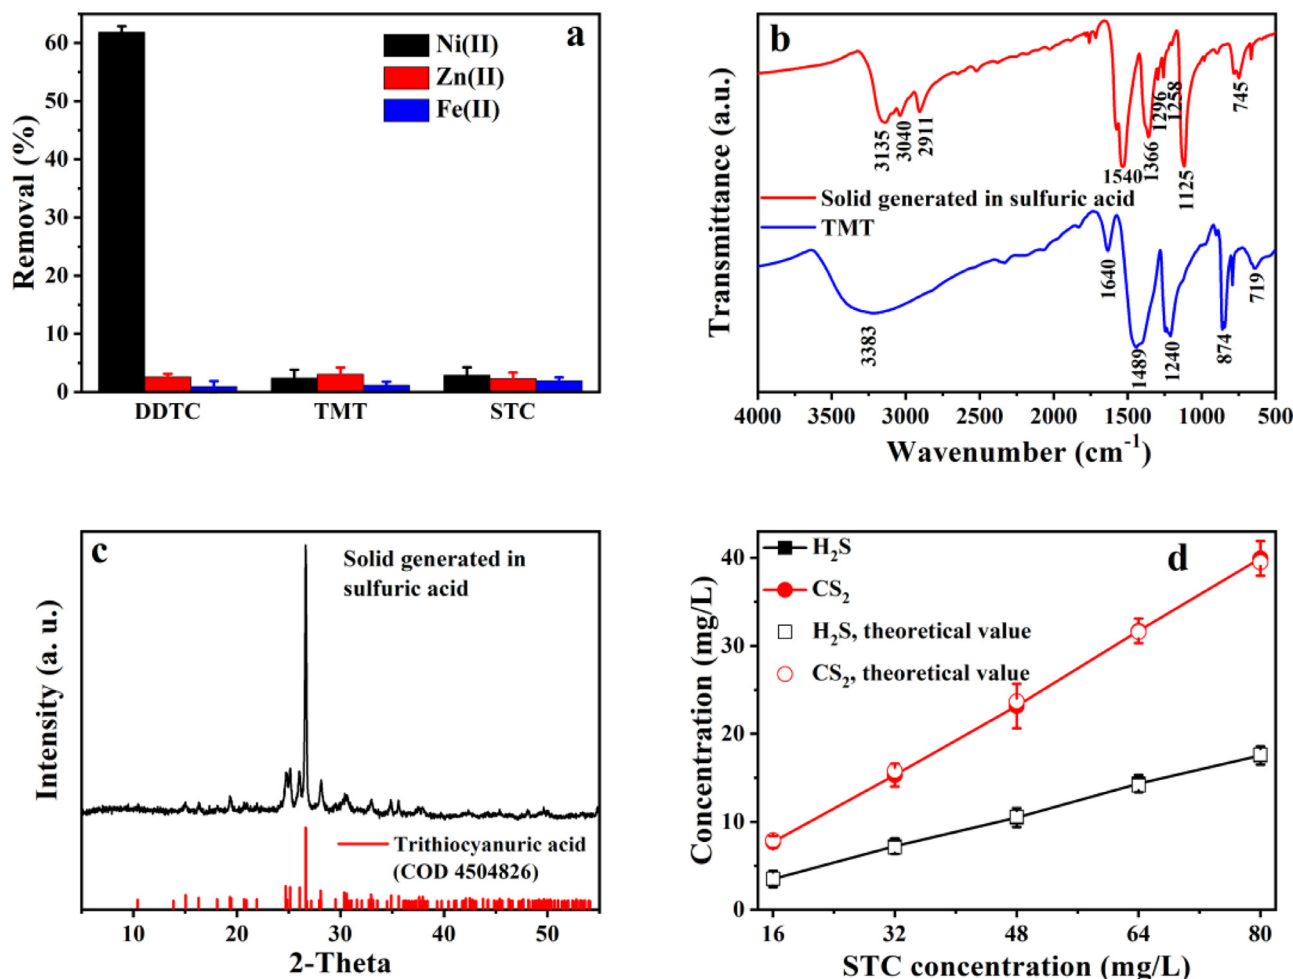 a
Ni(II)
Zn(II)
Fe(II)
Removal (%)
60
50
40
30
20
10
0
DDTC TMT STC
b
Transmittance (a.u.)
3135
3040
2911
1540
1366
1296
1258
1125
745
Solid generated in sulfuric acid
TMT
3383
1640
1489
1240
874
719
4000 3500 3000 2500 2000 1500 1000 500
Wavenumber (cm⁻¹)
c
Solid generated in
sulfuric acid
Intensity (a. u.)
Trithiocyanuric acid
(COD 4504826)
10 20 30 40 50
2-Theta
d
H₂S
CS₂
H₂S, theoretical value
CS₂, theoretical value
Concentration (mg/L)
40
30
20
10
0
16 32 48 64 80
STC concentration (mg/L)